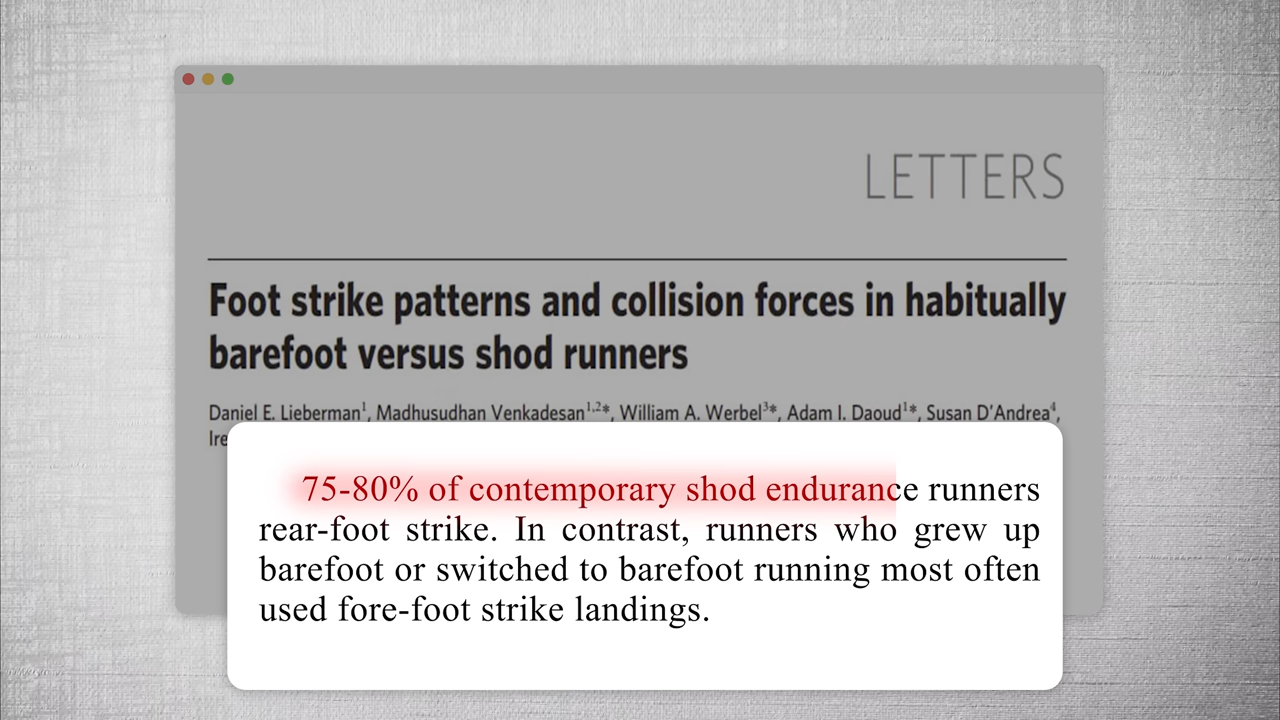 LETTERS
Foot strike patterns and collision forces in habitually
barefoot versus shod runners
Daniel E. Lieberman¹, Madhusudhan Venkadesan¹,²*, William A. Werbel³*, Adam I. Daoud¹*, Susan D'Andrea⁴,
75-80% of contemporary shod endurance runners
rear-foot strike. In contrast, runners who grew up
barefoot or switched to barefoot running most often
used fore-foot strike landings.